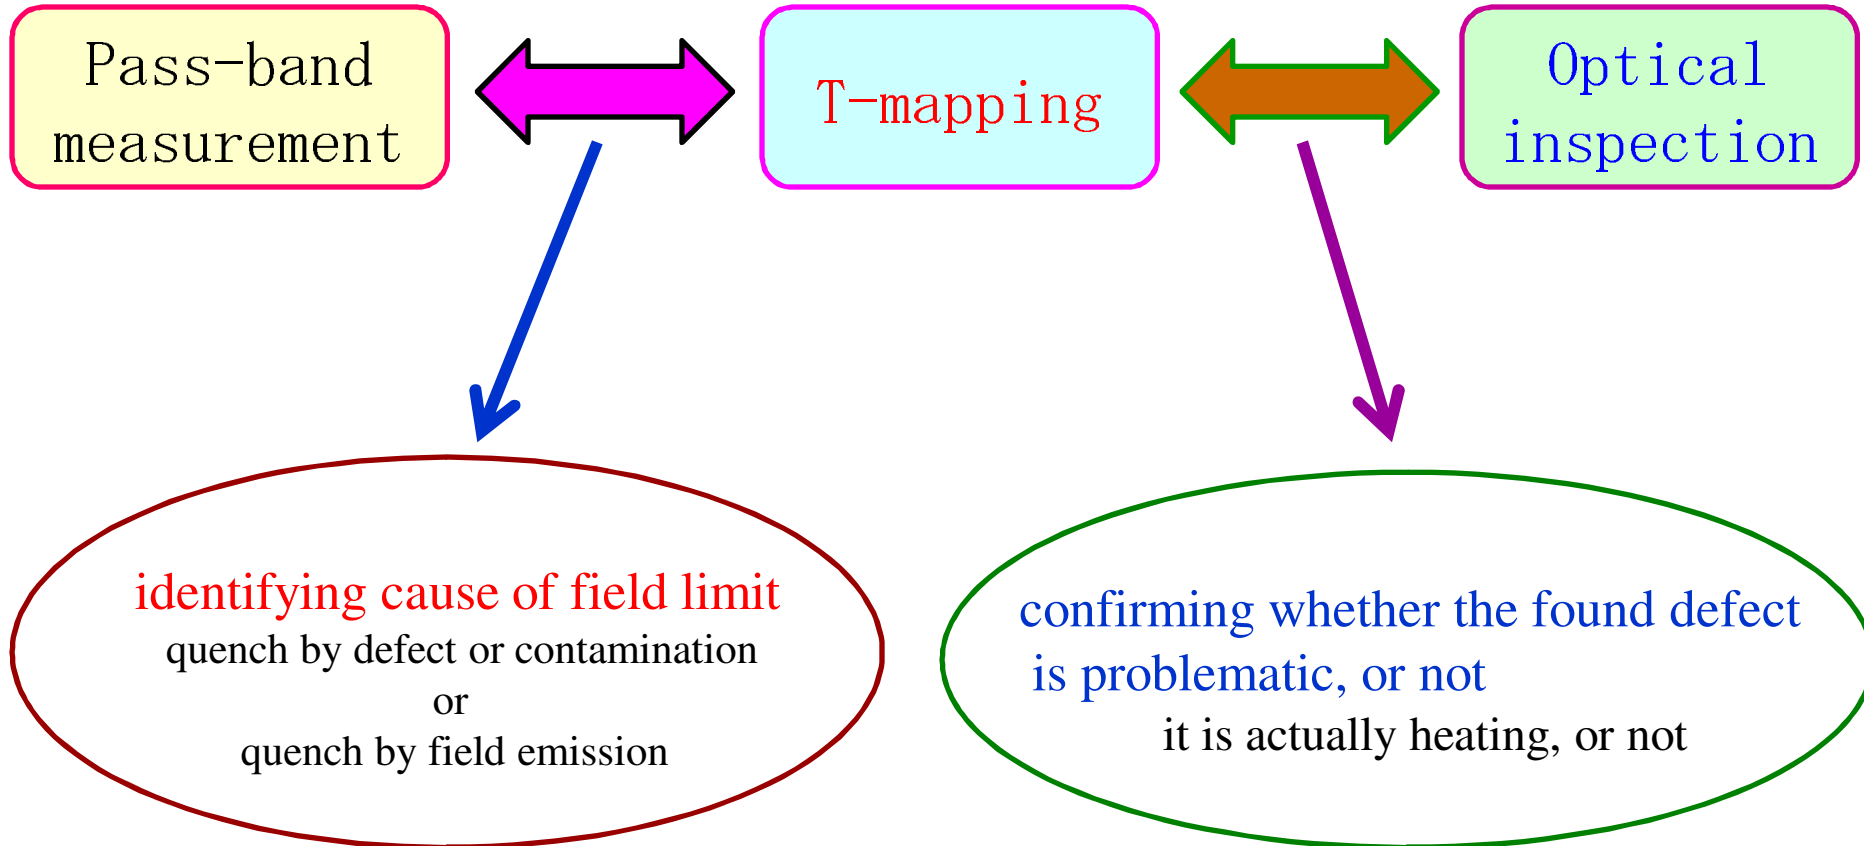 Pass-band
measurement
T-mapping
Optical
inspection
identifying cause of field limit
quench by defect or contamination
or
quench by field emission
confirming whether the found defect
is problematic, or not
it is actually heating, or not